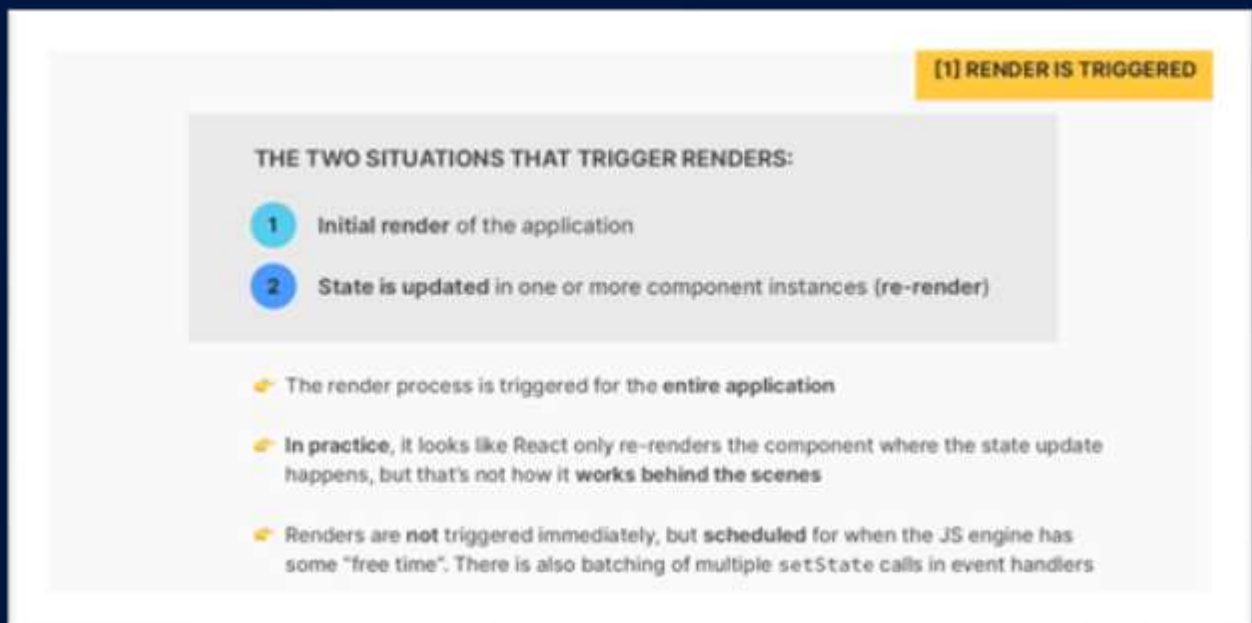 [1] RENDER IS TRIGGERED
THE TWO SITUATIONS THAT TRIGGER RENDERS:
1 Initial render of the application
2 State is updated in one or more component instances (re-render)
👉 The render process is triggered for the entire application
👉 In practice, it looks like React only re-renders the component where the state update
happens, but that's not how it works behind the scenes
👉 Renders are not triggered immediately, but scheduled for when the JS engine has
some "free time". There is also batching of multiple setState calls in event handlers